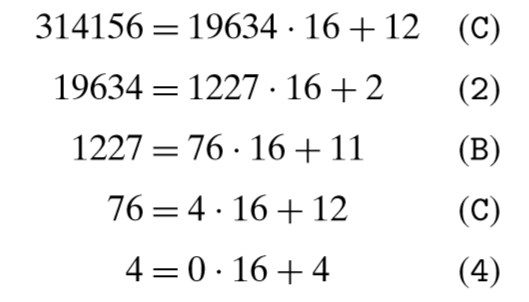 314156 = 19634 · 16 + 12 (C)
19634 = 1227 · 16 + 2 (2)
1227 = 76 · 16 + 11 (B)
76 = 4 · 16 + 12 (C)
4 = 0 · 16 + 4 (4)